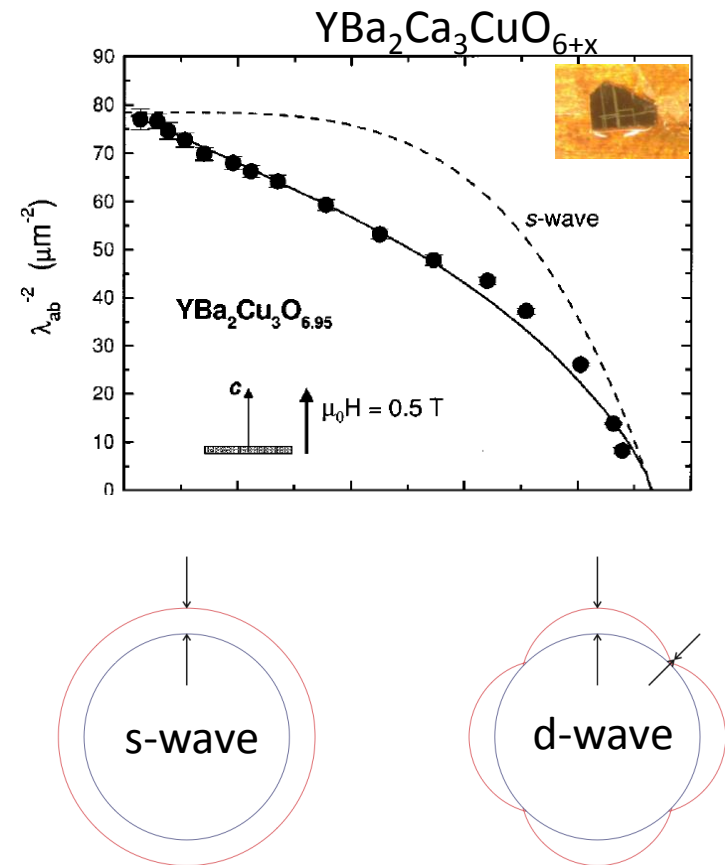 YBa₂Ca₃CuO₆₊ₓ
90
80
70
60
50
40
30
20
10
0
λab⁻² (μm⁻²)
s-wave
YBa₂Cu₃O₆.₉₅
c
μ₀H = 0.5 T
s-wave
d-wave